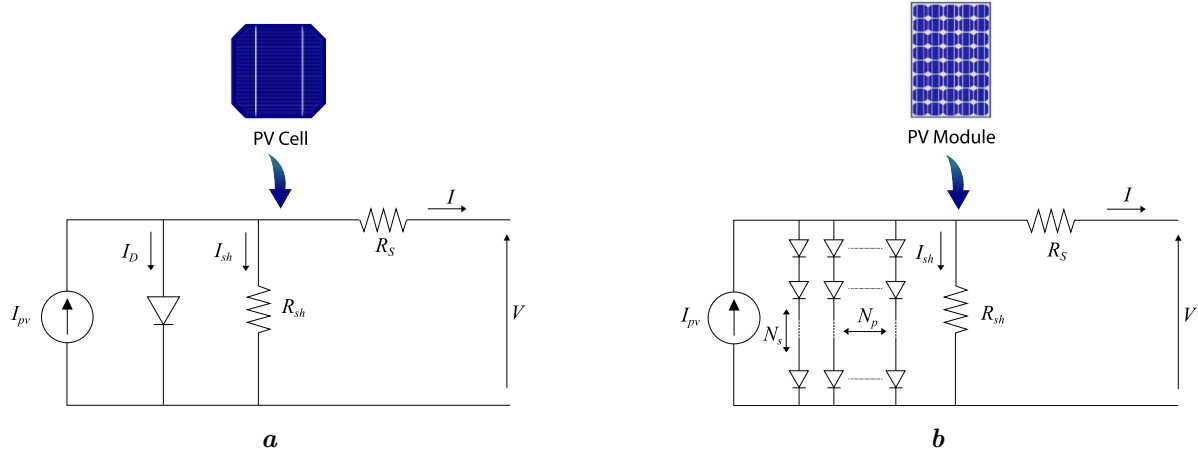 PV Cell
I
I_D
I_sh
R_S
I_pv
R_sh
V
a
PV Module
I
I_sh
R_S
I_pv
N_s
N_p
R_sh
V
b